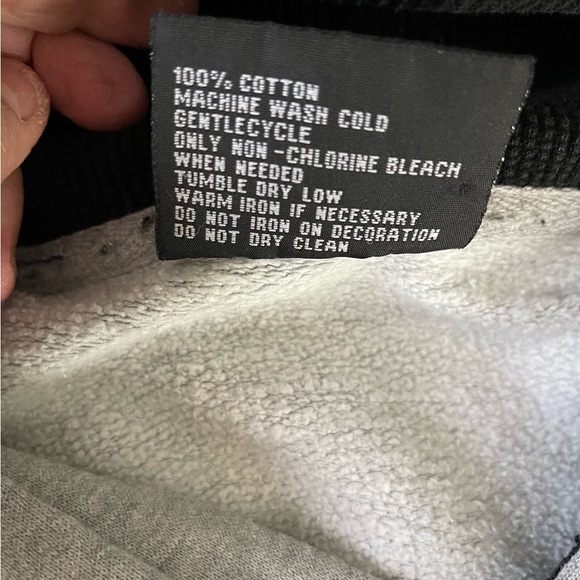 100% COTTON
MACHINE WASH COLD
GENTLECYCLE
ONLY NON-CHLORINE BLEACH
WHEN NEEDED
TUMBLE DRY LOW
WARM IRON IF NECESSARY
DO NOT IRON ON DECORATION
DO NOT DRY CLEAN